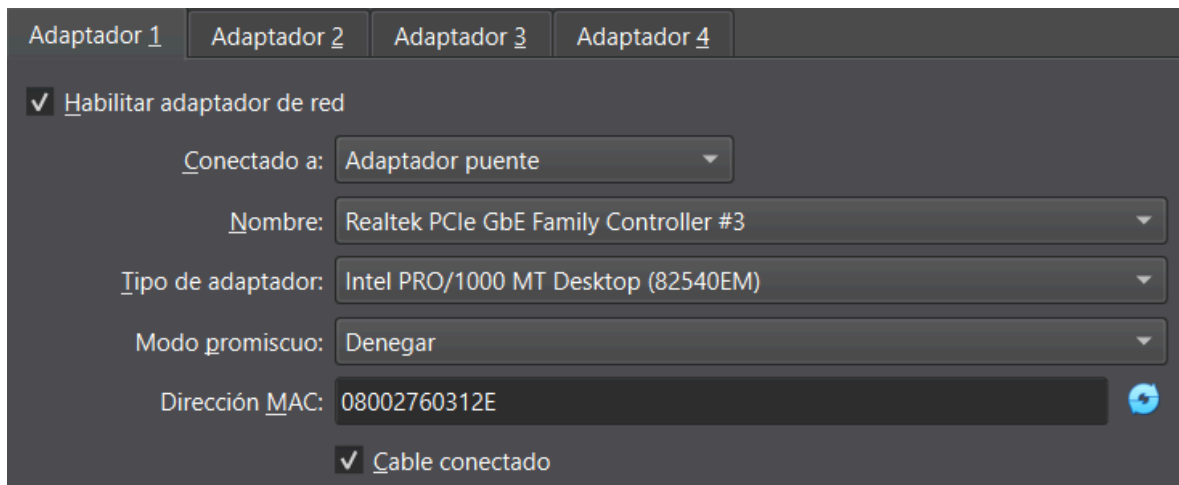 Adaptador 1 Adaptador 2 Adaptador 3 Adaptador 4
Habilitar adaptador de red
Conectado a: Adaptador puente
Nombre: Realtek PCIe GbE Family Controller #3
Tipo de adaptador: Intel PRO/1000 MT Desktop (82540EM)
Modo promiscuo: Denegar
Dirección MAC: 08002760312E
Cable conectado